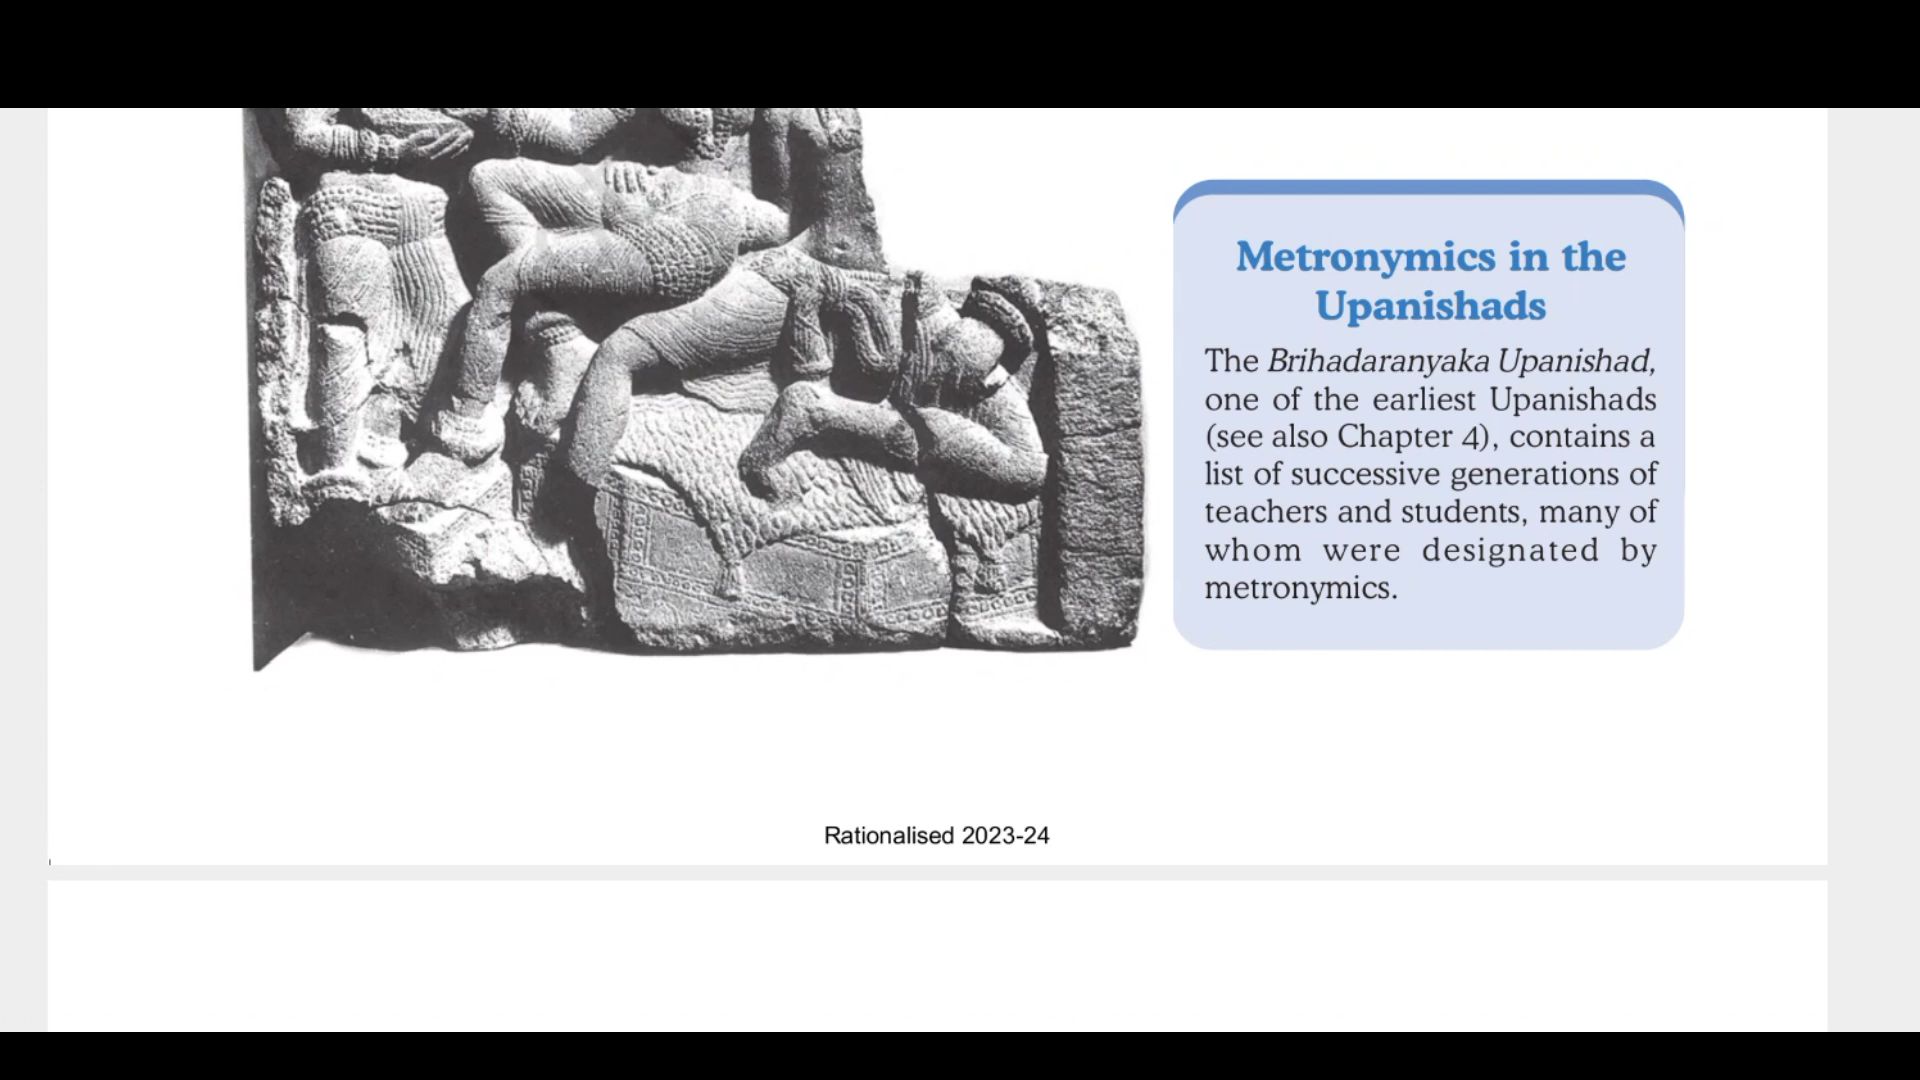 Metronymics in the
Upanishads
The Brihadaranyaka Upanishad,
one of the earliest Upanishads
(see also Chapter 4), contains a
list of successive generations of
teachers and students, many of
whom were designated by
metronymics.
Rationalised 2023-24